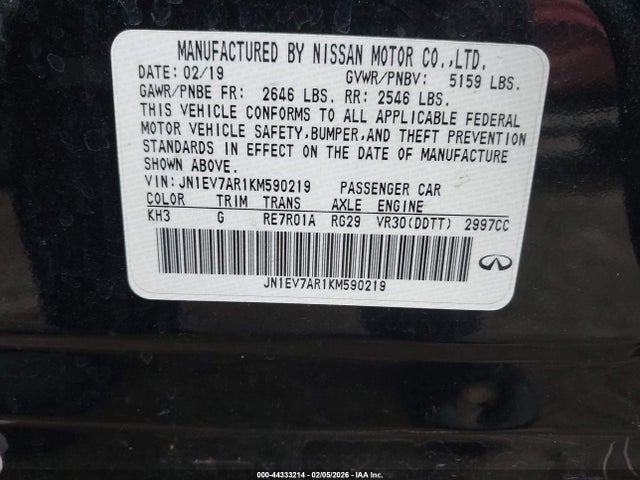 MANUFACTURED BY NISSAN MOTOR CO.,LTD.
DATE: 02/19 GVWR/PNBV: 5159 LBS.
GAWR/PNBE FR: 2646 LBS. RR: 2546 LBS.
THIS VEHICLE CONFORMS TO ALL APPLICABLE FEDERAL
MOTOR VEHICLE SAFETY,BUMPER,AND THEFT PREVENTION
STANDARDS IN EFFECT ON THE DATE OF MANUFACTURE
SHOWN ABOVE.
VIN: JN1EV7AR1KM590219 PASSENGER CAR
COLOR TRIM TRANS AXLE ENGINE
KH3 G RE7R01A RG29 VR30(DDTT) 2997CC
JN1EV7AR1KM590219
000-44333214 - 02/05/2026 - IAA Inc.